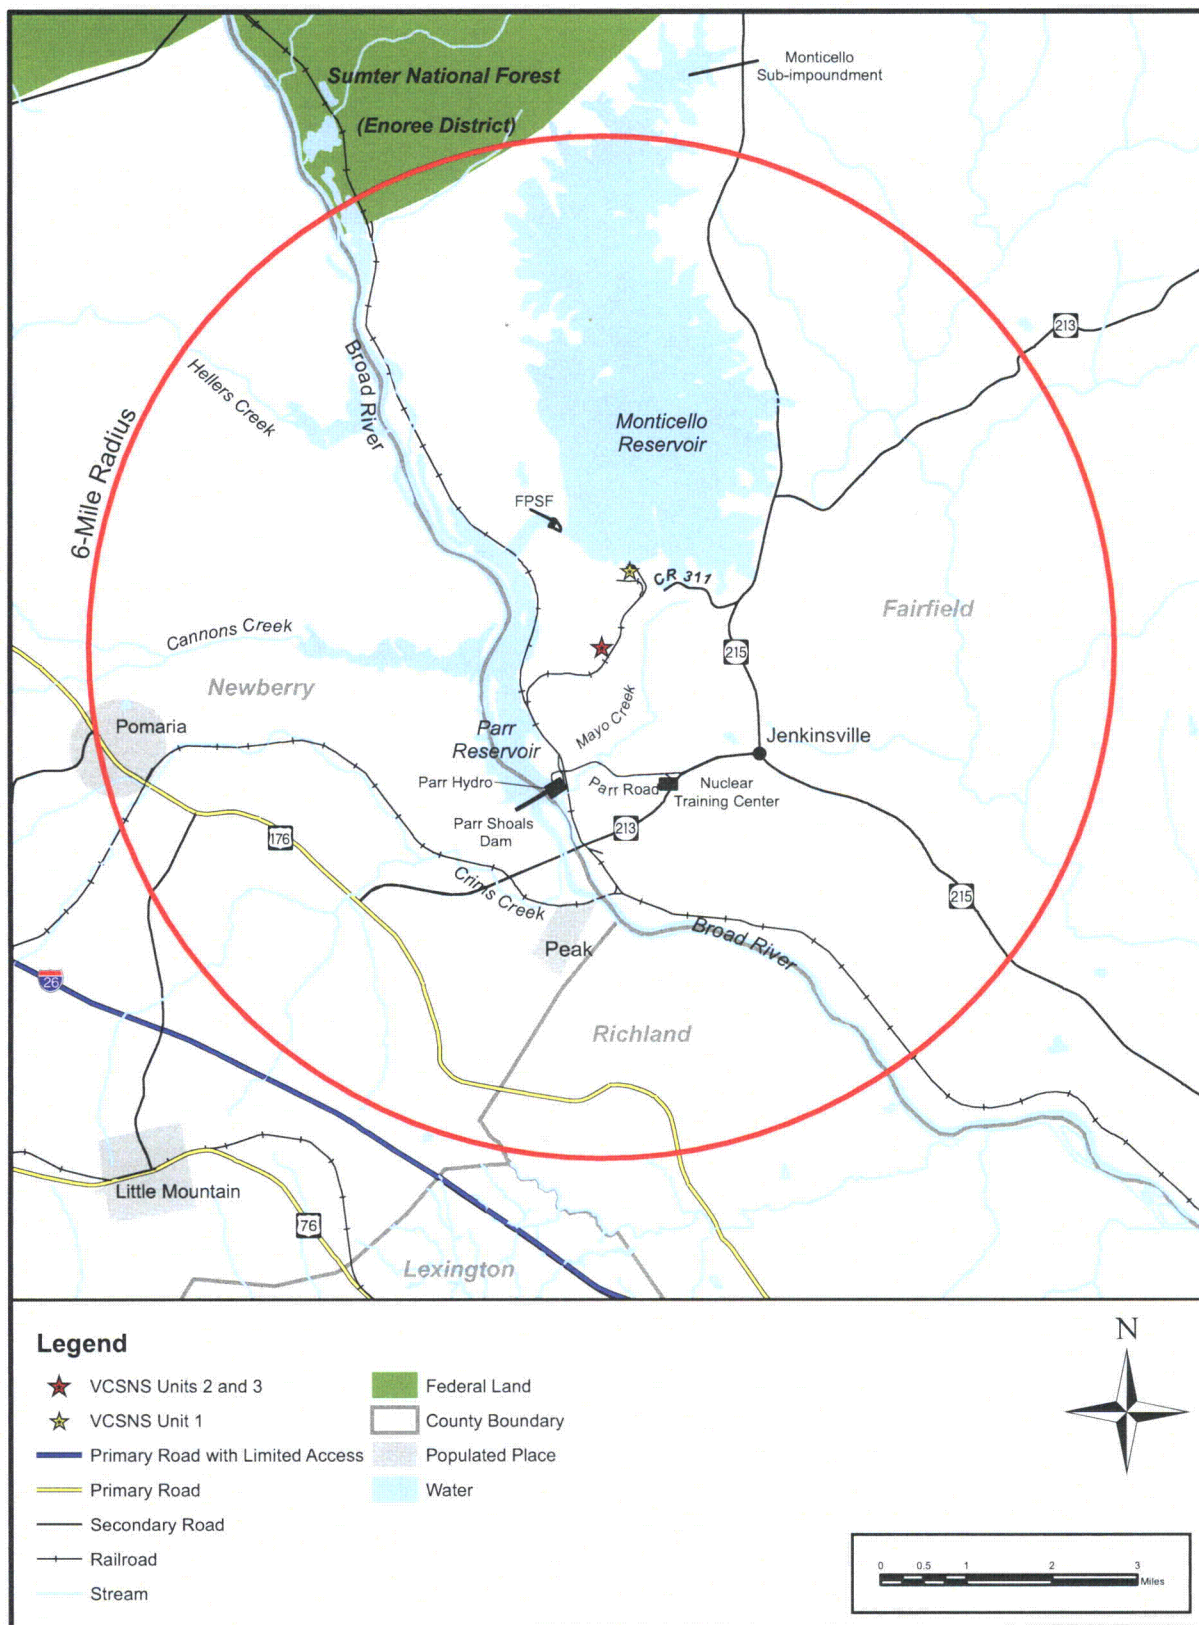 Sumter National Forest
(Enoree District)
Monticello
Sub-impoundment
213
Broad River
Hellers Creek
6-Mile Radius
Monticello
Reservoir
FPSF
CR 311
Fairfield
Cannons Creek
215
Newberry
Mayo Creek
Pomaria
Parr
Reservoir
Jenkinsville
Parr Hydro
Parr Road
Nuclear
Training Center
Parr Shoals
Dam
213
176
Crims Creek
215
Peak
Broad River
26
Richland
Little Mountain
76
Lexington
Legend
VCSNS Units 2 and 3
VCSNS Unit 1
Primary Road with Limited Access
Primary Road
Secondary Road
Railroad
Stream
Federal Land
County Boundary
Populated Place
Water
N
0 0.5 1 2 3
Miles